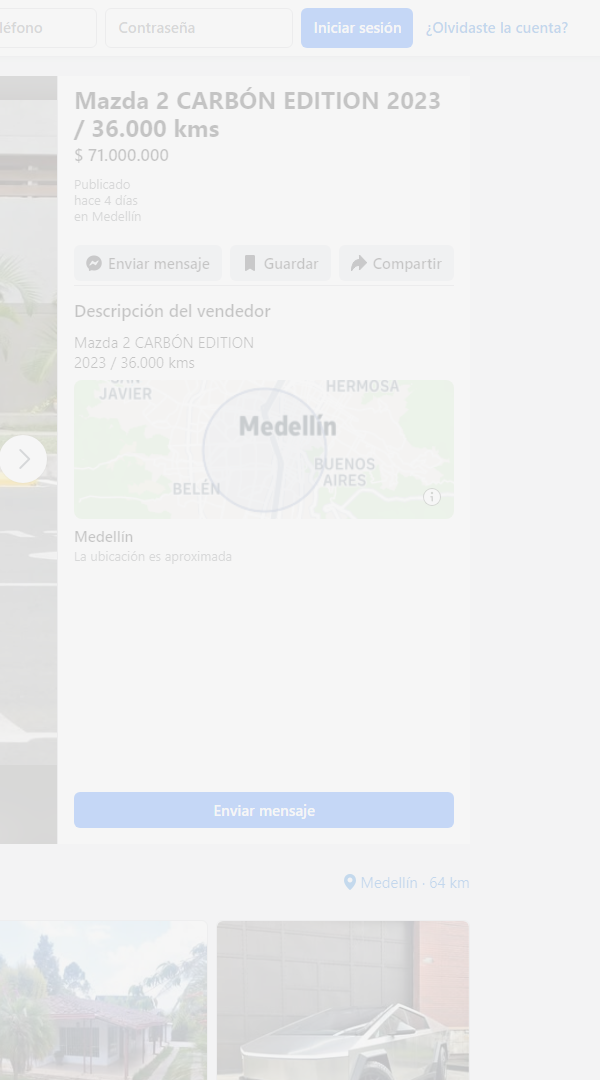 léfono
Contraseña
Iniciar sesión
¿Olvidaste la cuenta?
Mazda 2 CARBÓN EDITION 2023
/ 36.000 kms
$ 71.000.000
Publicado
hace 4 días
en Medellín
Enviar mensaje
Guardar
Compartir
Descripción del vendedor
Mazda 2 CARBÓN EDITION
2023 / 36.000 kms
SAN
JAVIER
HERMOSA
Medellín
BUENOS
AIRES
BELÉN
Medellín
La ubicación es aproximada
Enviar mensaje
Medellín · 64 km